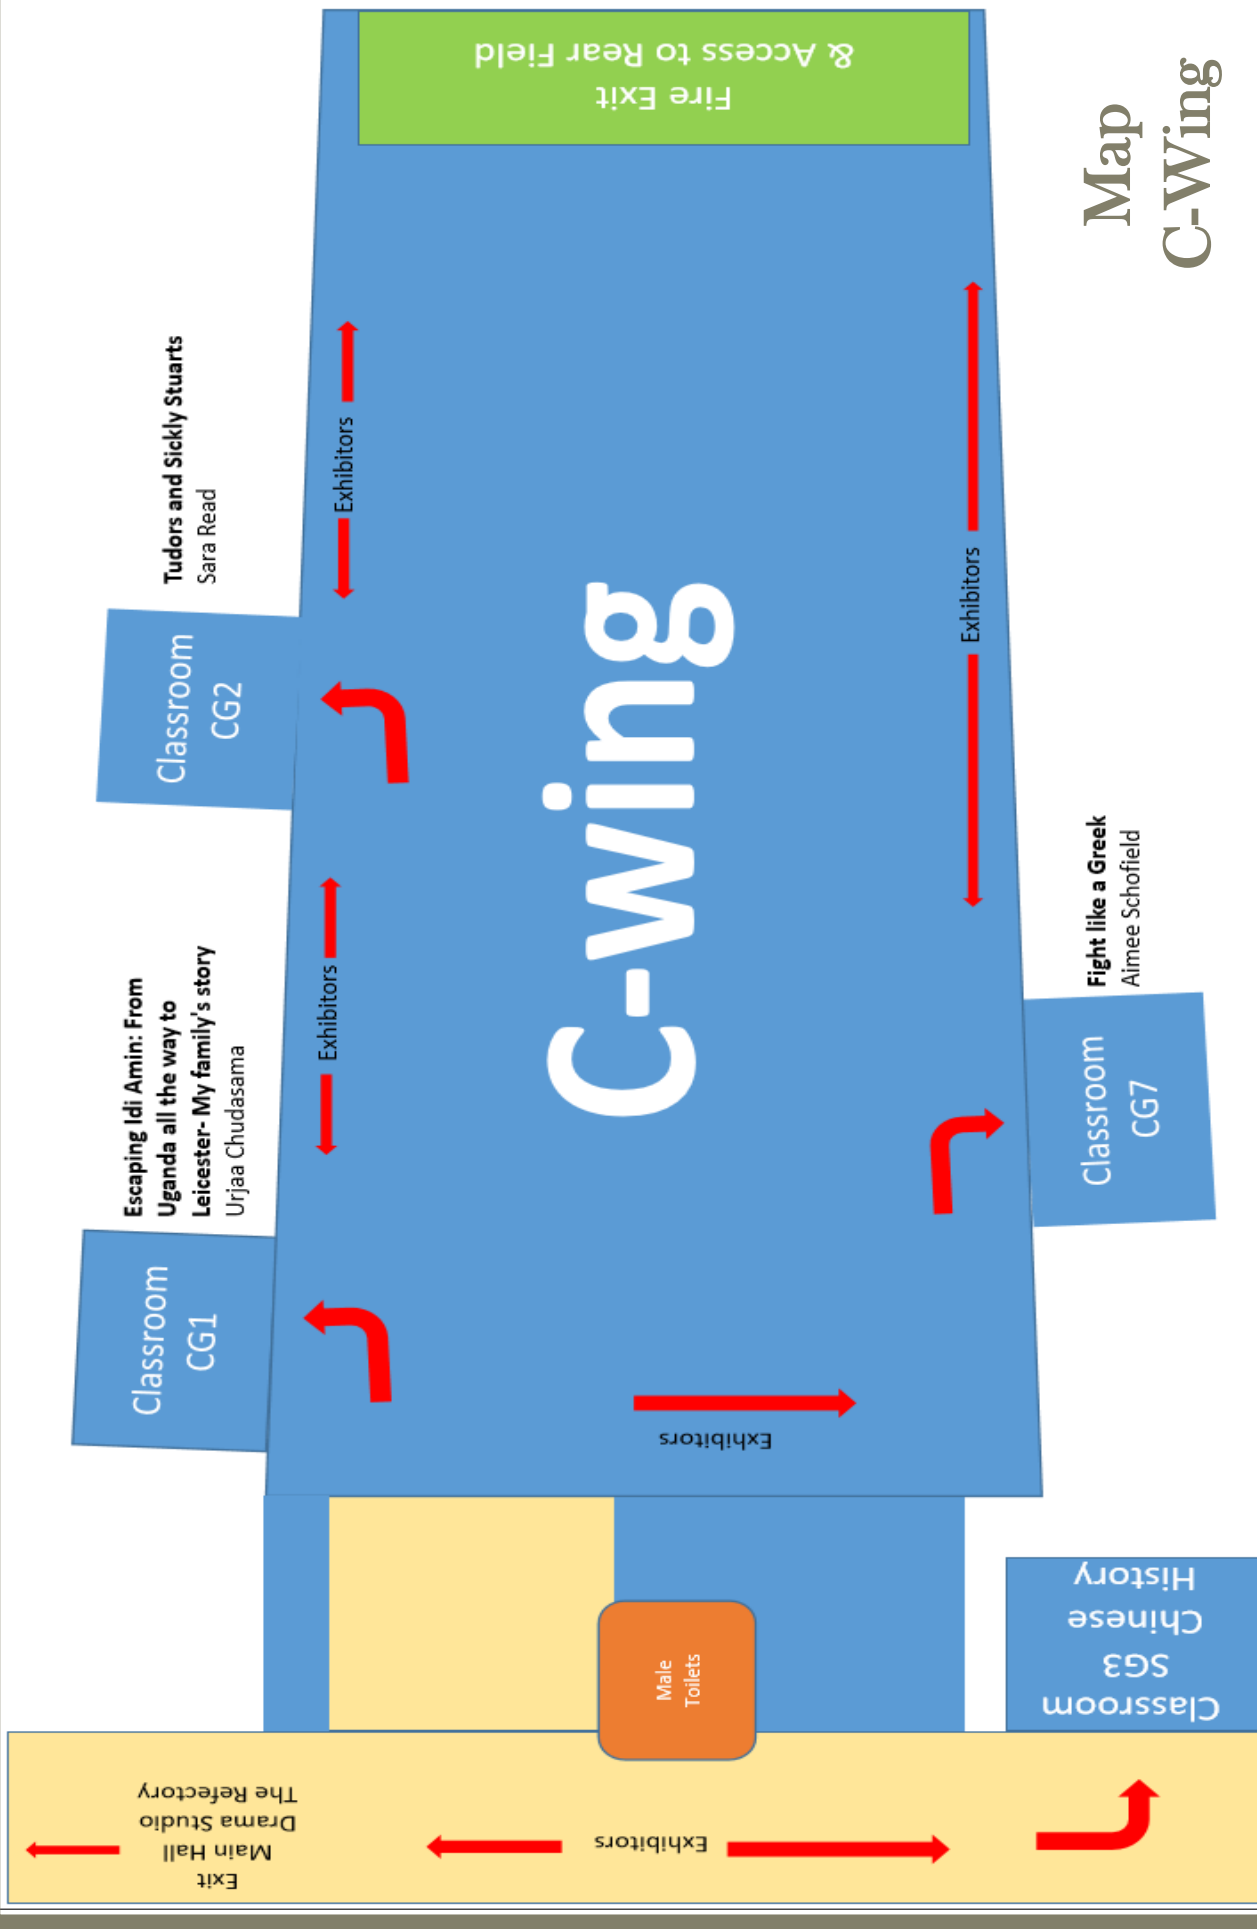 Map
C-Wing
Fire Exit
& Access to Rear Field
Tudors and Sickly Stuarts
Sara Read
Exhibitors
Classroom
CG2
Escaping Idi Amin: From
Uganda all the way to
Leicester- My family's story
Urjaa Chudasama
Exhibitors
Classroom
CG1
C-wing
Exhibitors
Fight like a Greek
Aimee Schofield
Classroom
CG7
Exhibitors
Male
Toilets
Classroom
SG3
Chinese
History
Exhibitors
Exit
Main Hall
Drama Studio
The Refectory